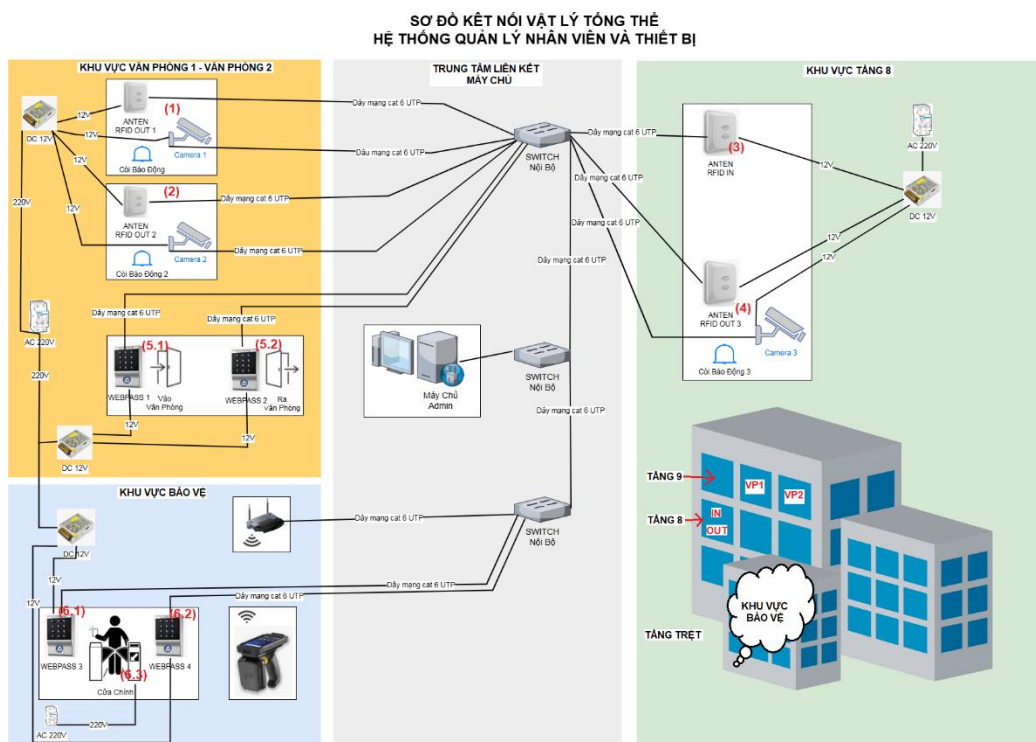 SƠ ĐỒ KẾT NỐI VẬT LÝ TỔNG THỂ
HỆ THỐNG QUẢN LÝ NHÂN VIÊN VÀ THIẾT BỊ
KHU VỰC VĂN PHÒNG 1 - VĂN PHÒNG 2
DC 12V
12V
12V
12V
12V
220V
(1)
ANTEN
RFID OUT 1
Camera 1
Còi Báo Động
(2)
ANTEN
RFID OUT 2
Camera 2
Còi Báo Động 2
AC 220V
220V
Dây mạng cat 6 UTP
Dây mạng cat 6 UTP
(5.1)
WEBPASS 1
Vào
Văn Phòng
(5.2)
WEBPASS 2
Ra
Văn Phòng
12V
12V
DC 12V
TRUNG TÂM LIÊN KẾT
MÁY CHỦ
Dây mạng cat 6 UTP
Dâu mạng cat 6 UTP
Dây mạng cat 6 UTP
Dây mạng cat 6 UTP
SWITCH
Nội Bộ
Dây mạng cat 6 UTP
Máy Chủ
Admin
SWITCH
Nội Bộ
Dây mạng cat 6 UTP
SWITCH
Nội Bộ
Dây mạng cat 6 UTP
Dây mạng cat 6 UTP
KHU VỰC TẦNG 8
Dây mạng cat 6 UTP
(3)
ANTEN
RFID IN
12V
AC 220V
DC 12V
12V
12V
(4)
ANTEN
RFID OUT 3
Camera 3
Còi Báo Động 3
KHU VỰC BẢO VỆ
DC 12V
12V
12V
(6.1)
WEBPASS 3
(6.2)
WEBPASS 4
(6.3)
Cửa Chính
AC 220V
220V
TẦNG 9
VP1
VP2
TẦNG 8
IN
OUT
KHU VỰC
BẢO VỆ
TẦNG TRỆT